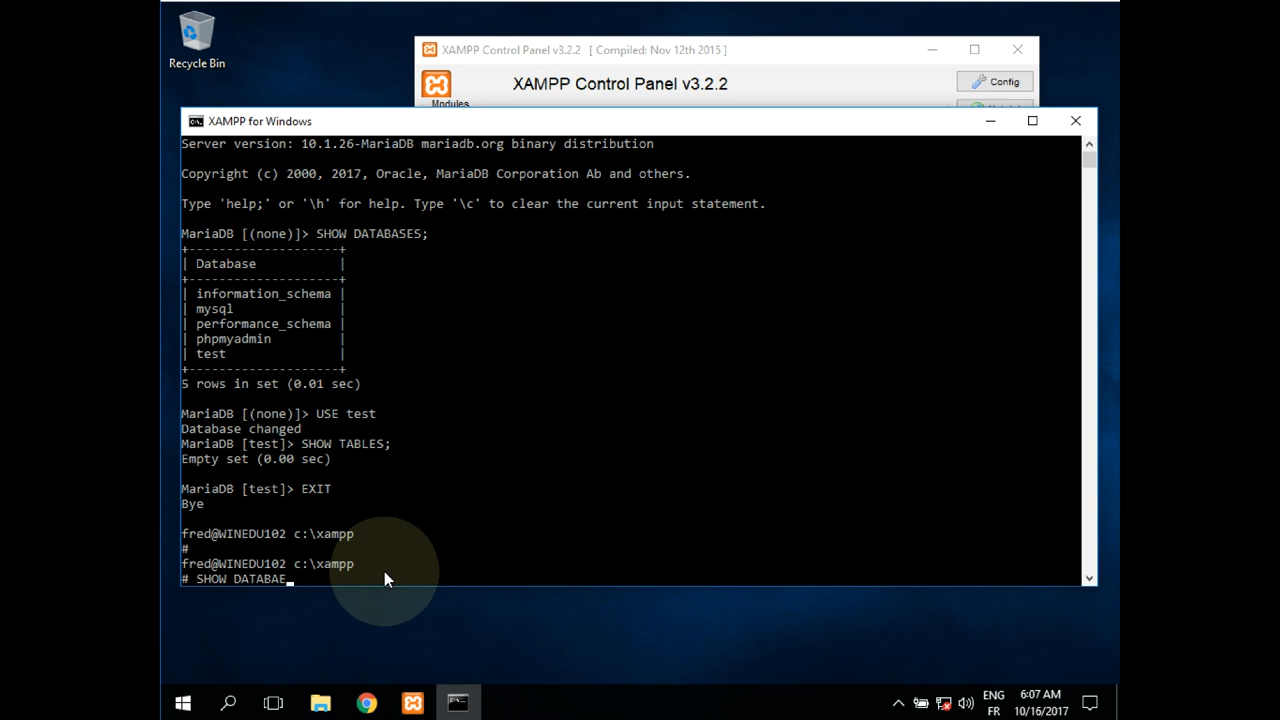 Recycle Bin
XAMPP Control Panel v3.2.2 [ Compiled: Nov 12th 2015 ]
XAMPP Control Panel v3.2.2
Config
Modules
XAMPP for Windows
Server version: 10.1.26-MariaDB mariadb.org binary distribution
Copyright (c) 2000, 2017, Oracle, MariaDB Corporation Ab and others.
Type 'help;' or '\h' for help. Type '\c' to clear the current input statement.
MariaDB [(none)]> SHOW DATABASES;
+--------------------+
| Database           |
+--------------------+
| information_schema |
| mysql              |
| performance_schema |
| phpmyadmin         |
| test               |
+--------------------+
5 rows in set (0.01 sec)
MariaDB [(none)]> USE test
Database changed
MariaDB [test]> SHOW TABLES;
Empty set (0.00 sec)
MariaDB [test]> EXIT
Bye
fred@WINEDU102 c:\xampp
#
fred@WINEDU102 c:\xampp
# SHOW DATABAE_
ENG
FR
6:07 AM
10/16/2017